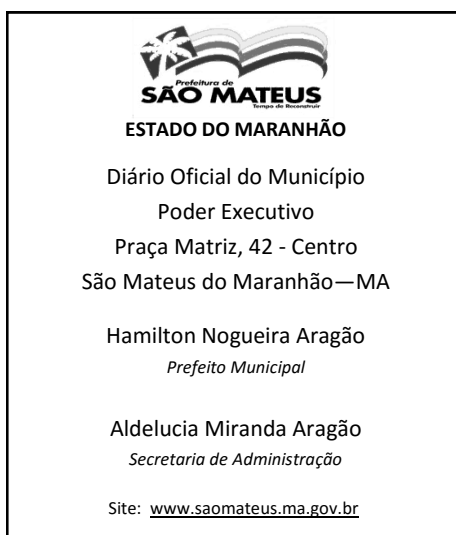 Prefeitura de
SÃO MATEUS
Tempo de Reconstruir
ESTADO DO MARANHÃO
Diário Oficial do Município
Poder Executivo
Praça Matriz, 42 - Centro
São Mateus do Maranhão—MA
Hamilton Nogueira Aragão
Prefeito Municipal
Aldelucia Miranda Aragão
Secretaria de Administração
Site: www.saomateus.ma.gov.br